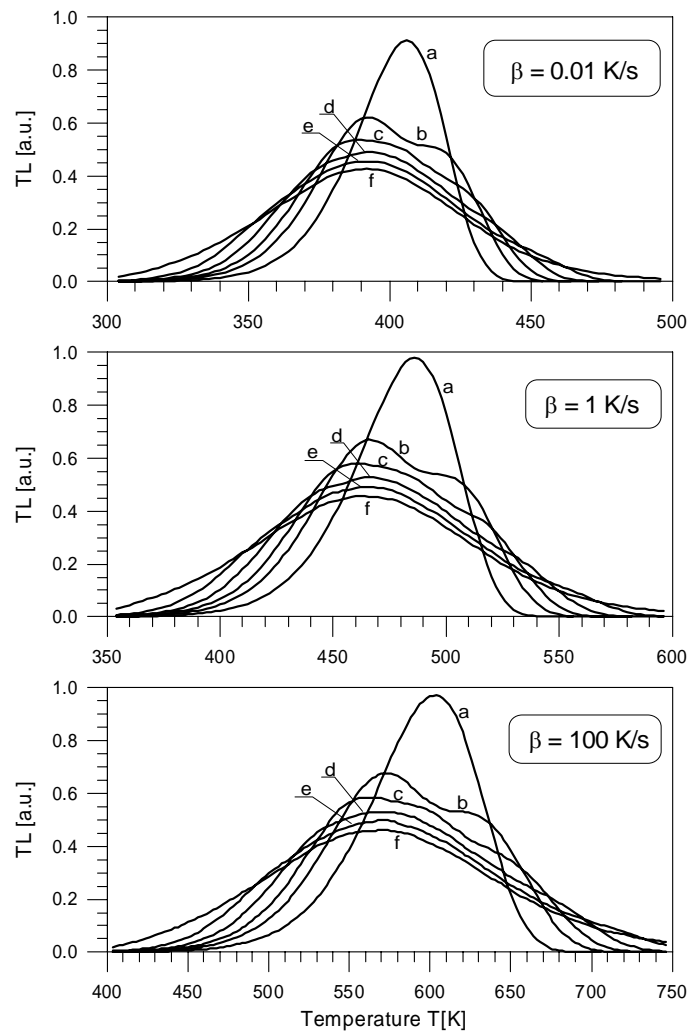 1.0
0.8
0.6
0.4
0.2
0.0
TL [a.u.]
β = 0.01 K/s
a
b
c
d
e
f
300
350
400
450
500
1.0
0.8
0.6
0.4
0.2
0.0
TL [a.u.]
β = 1 K/s
a
b
c
d
e
f
350
400
450
500
550
600
1.0
0.8
0.6
0.4
0.2
0.0
TL [a.u.]
β = 100 K/s
a
b
c
d
e
f
400
450
500
550
600
650
700
750
Temperature T[K]